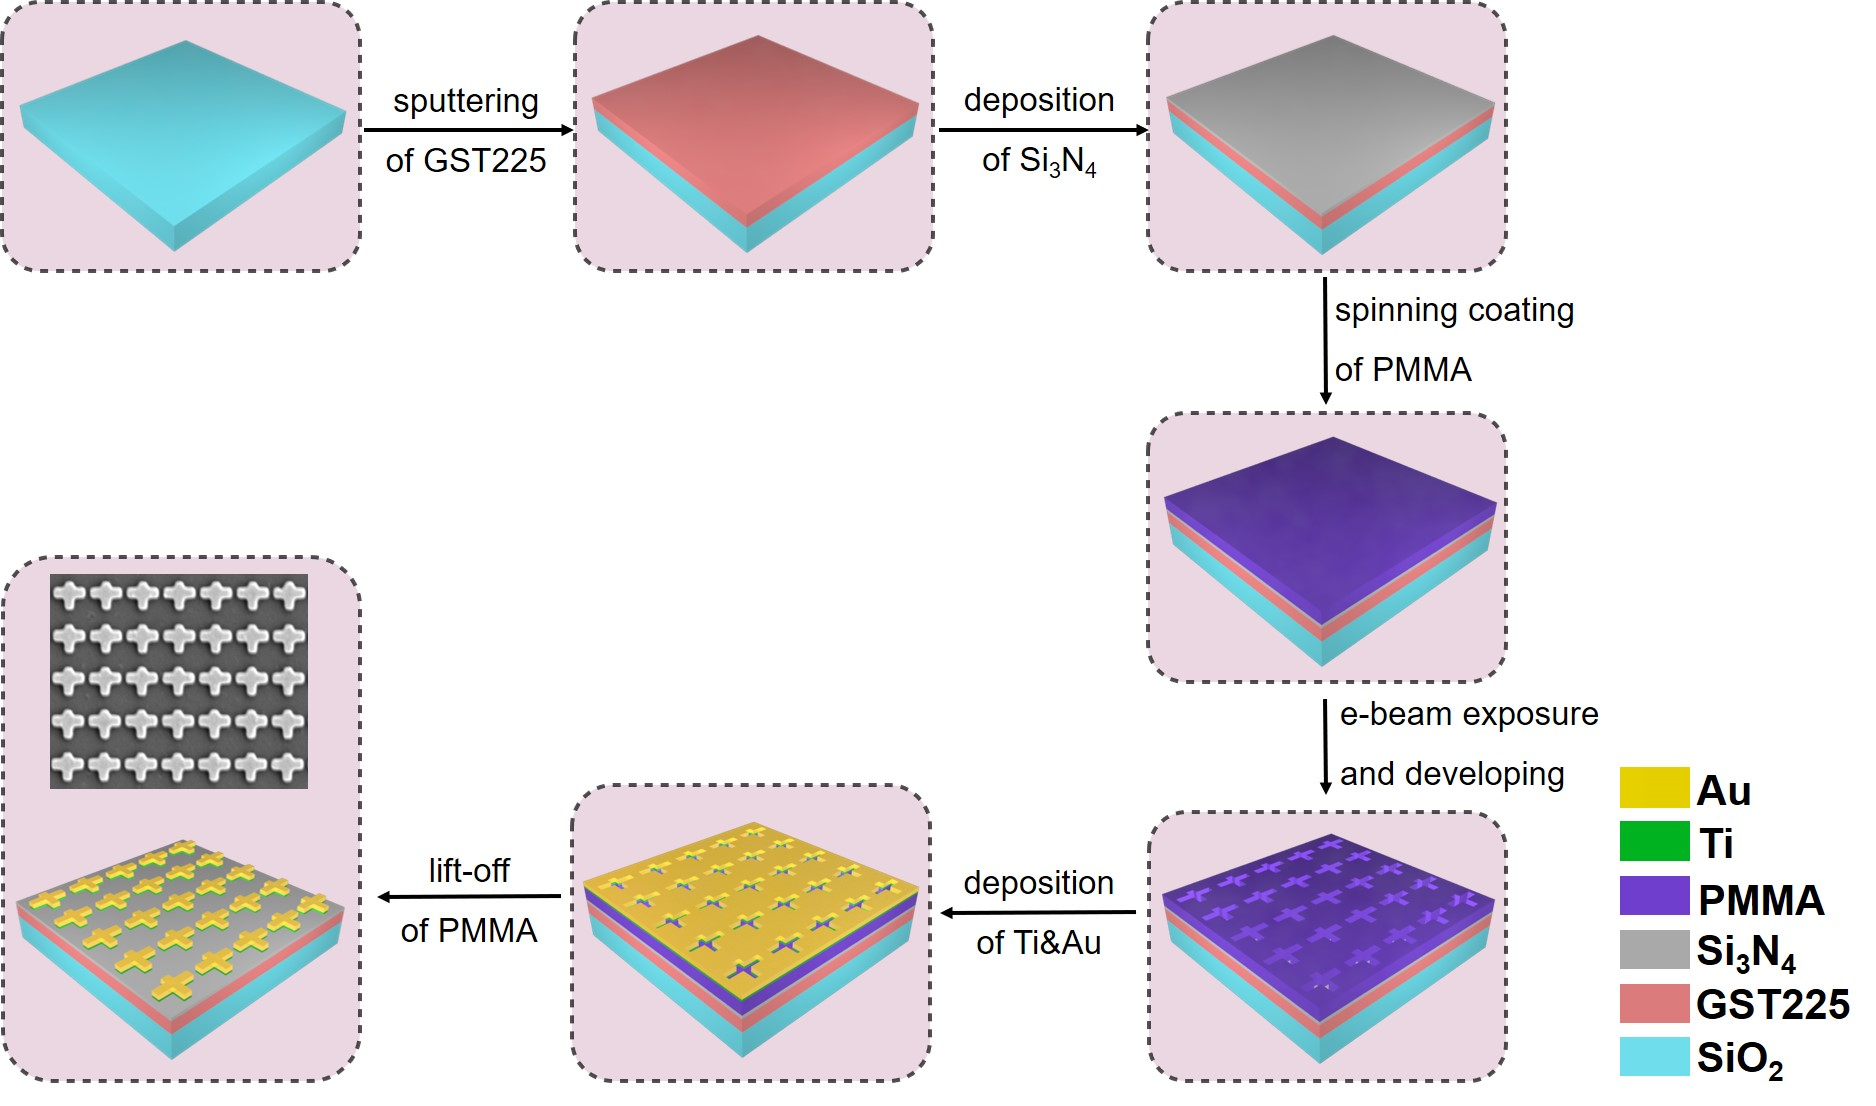 sputtering
of GST225
deposition
of Si₃N₄
spinning coating
of PMMA
e-beam exposure
and developing
deposition
of Ti&Au
lift-off
of PMMA
Au
Ti
PMMA
Si₃N₄
GST225
SiO₂